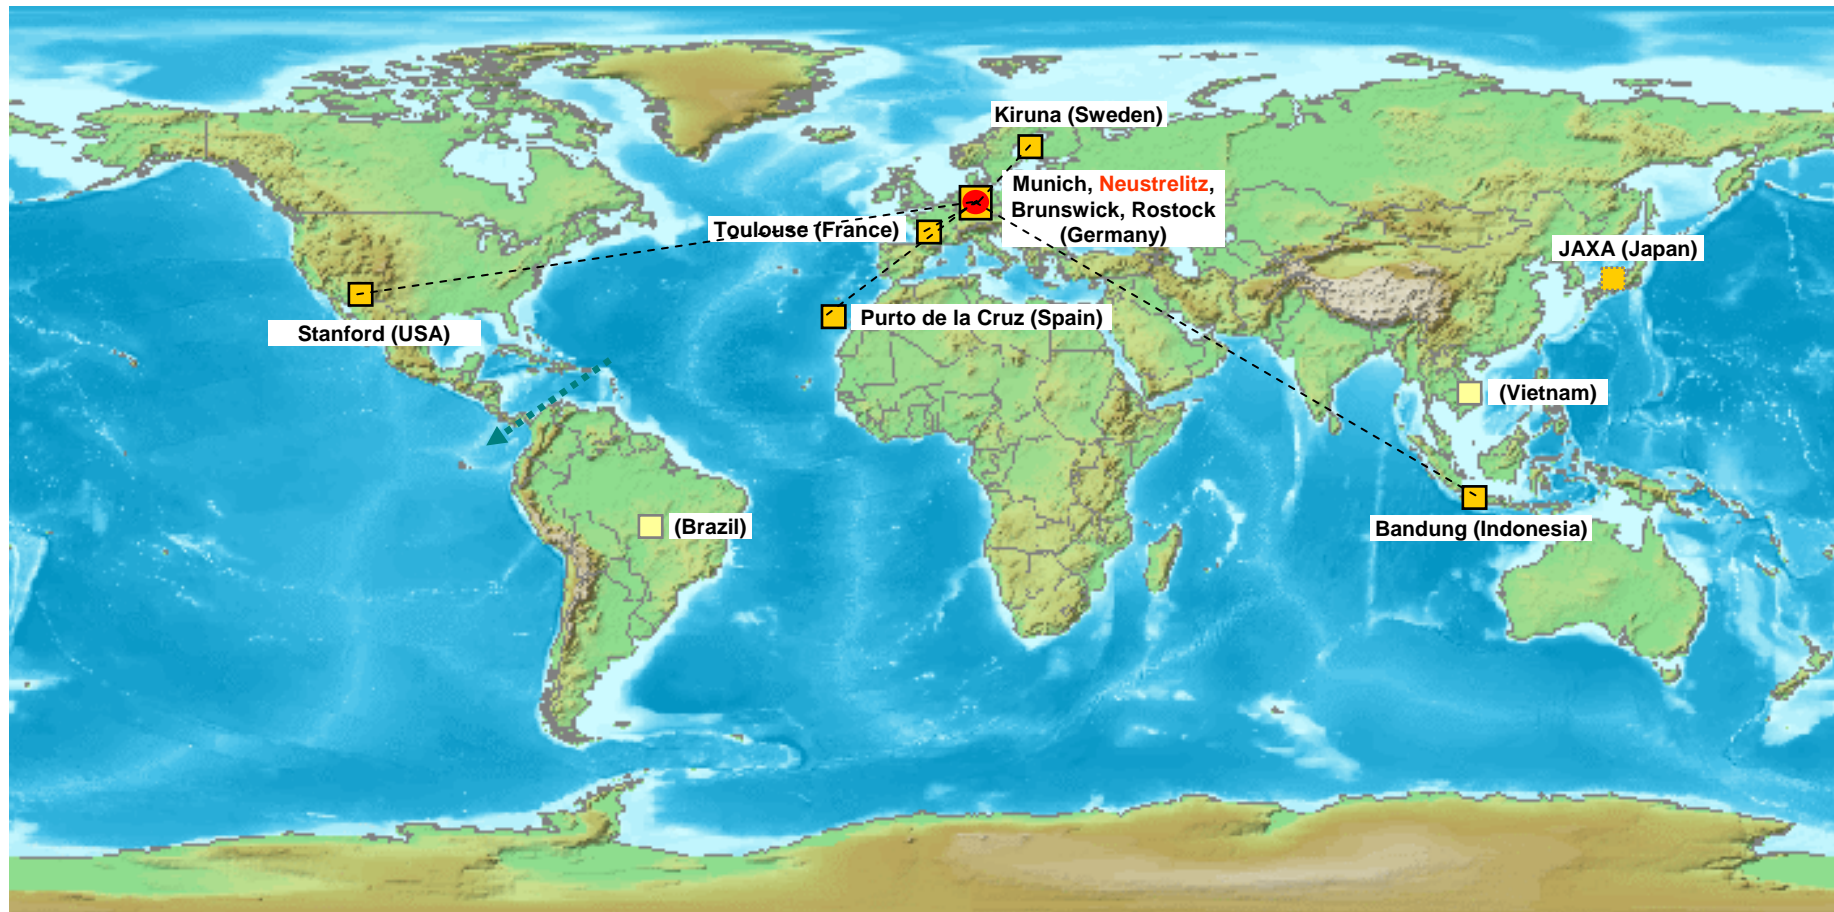 Kiruna (Sweden)
Munich, Neustrelitz,
Brunswick, Rostock
(Germany)
Toulouse (France)
JAXA (Japan)
Stanford (USA)
Purto de la Cruz (Spain)
(Vietnam)
(Brazil)
Bandung (Indonesia)